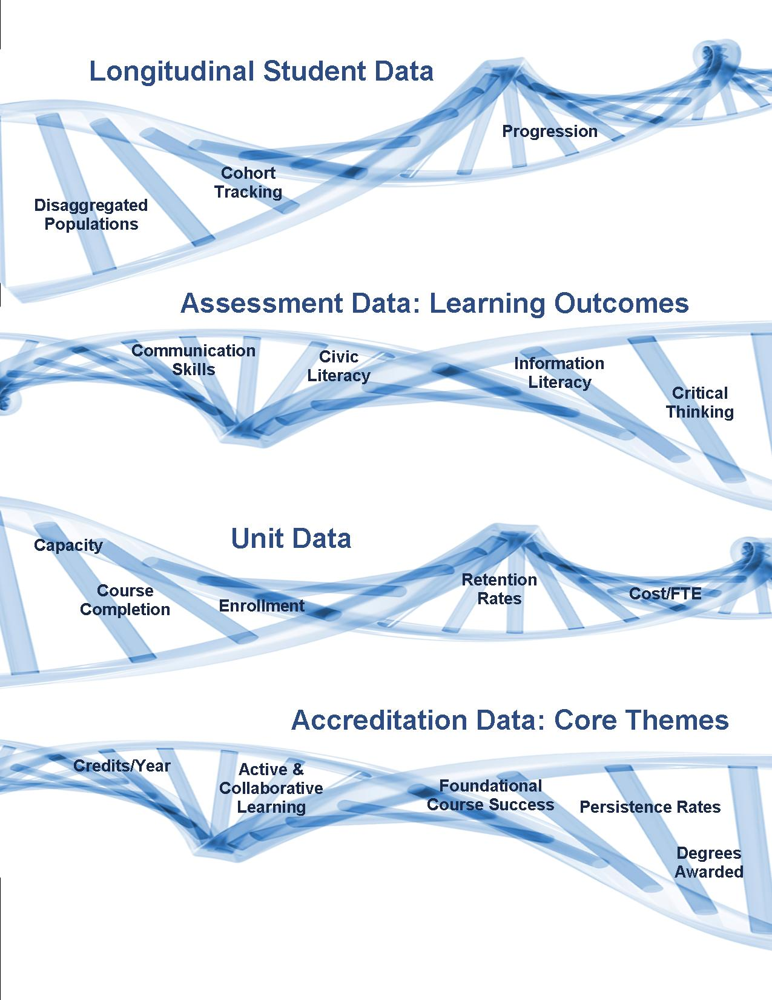 Longitudinal Student Data
Progression
Cohort
Tracking
Disaggregated
Populations
Assessment Data: Learning Outcomes
Communication
Skills
Civic
Literacy
Information
Literacy
Critical
Thinking
Unit Data
Capacity
Course
Completion
Enrollment
Retention
Rates
Cost/FTE
Accreditation Data: Core Themes
Credits/Year
Active &
Collaborative
Learning
Foundational
Course Success
Persistence Rates
Degrees
Awarded